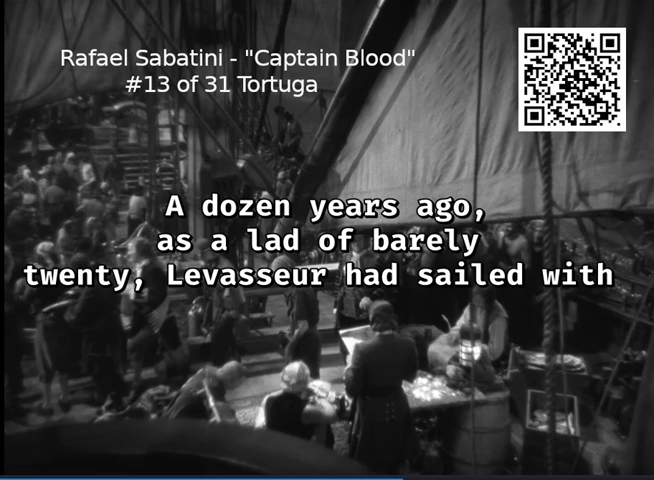 Rafael Sabatini - "Captain Blood"
#13 of 31 Tortuga
A dozen years ago,
as a lad of barely
twenty, Levasseur had sailed with